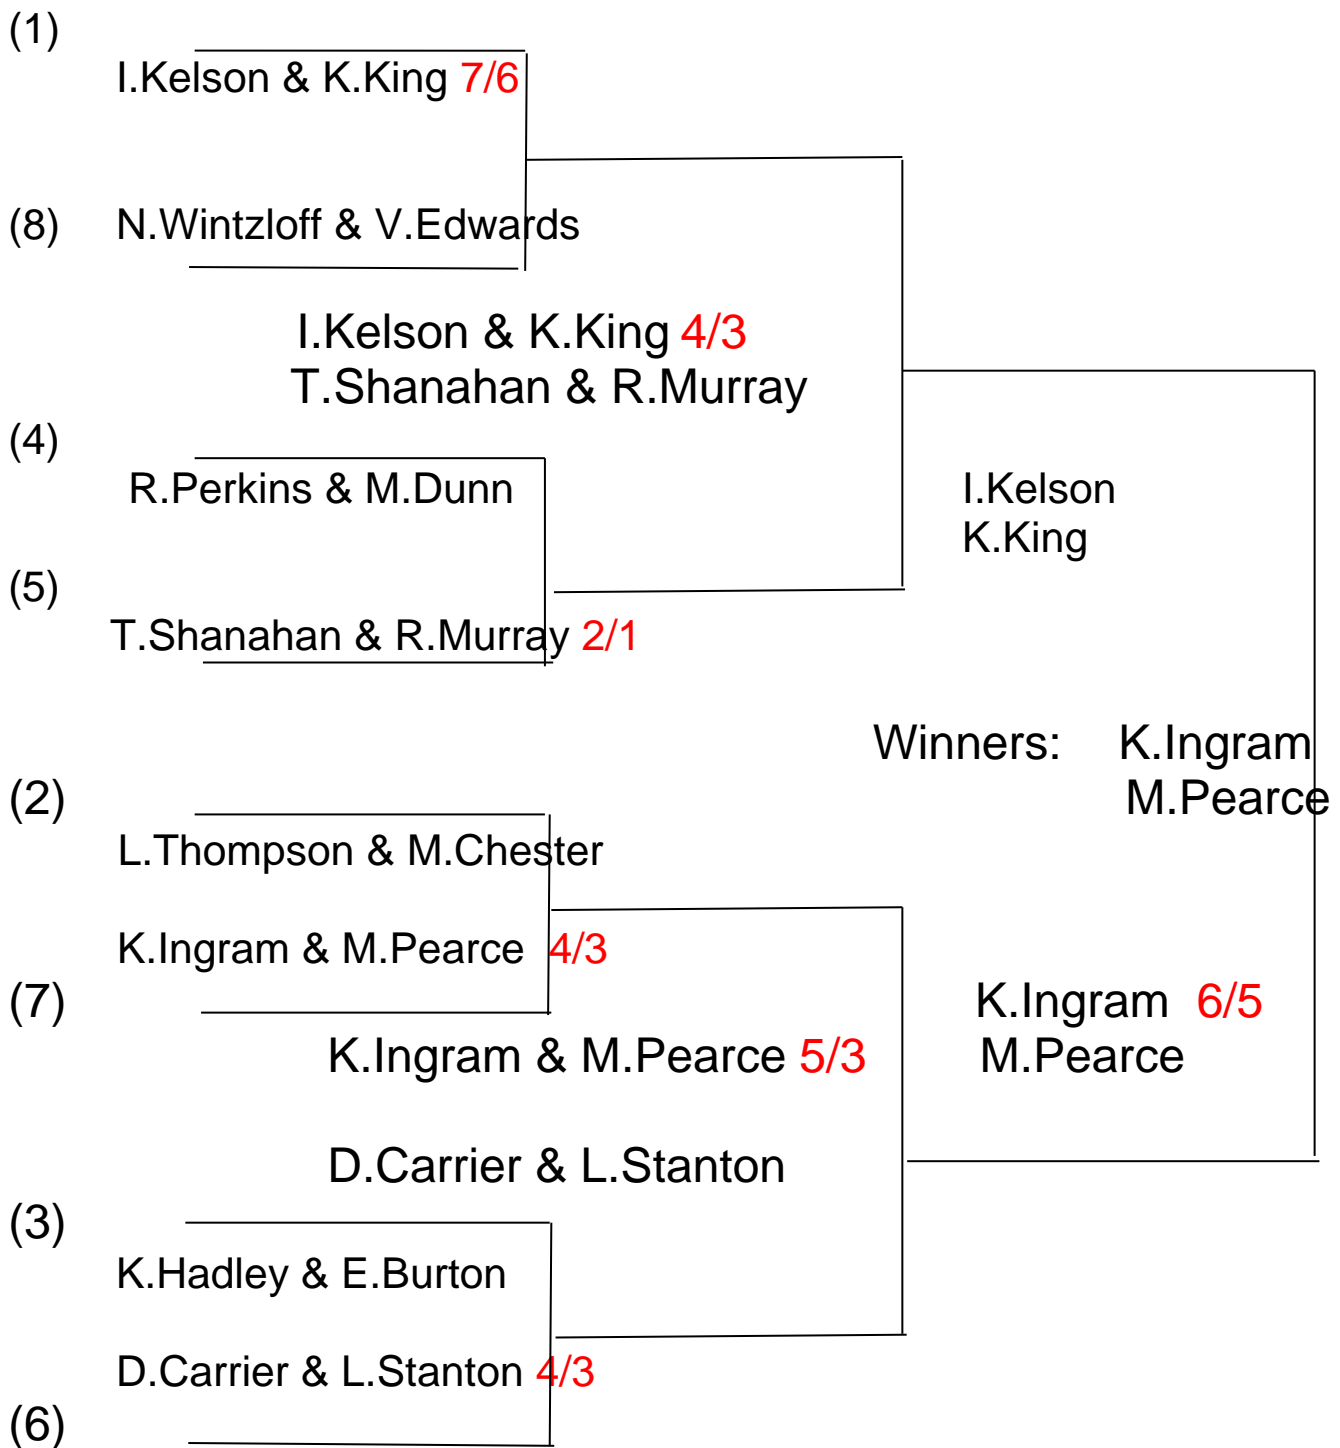 (1)
I.Kelson & K.King 7/6
(8) N.Wintzloff & V.Edwards
I.Kelson & K.King 4/3
T.Shanahan & R.Murray
(4)
R.Perkins & M.Dunn
I.Kelson
K.King
(5)
T.Shanahan & R.Murray 2/1
Winners: K.Ingram
M.Pearce
(2)
L.Thompson & M.Chester
K.Ingram & M.Pearce 4/3
(7)
K.Ingram 6/5
M.Pearce
K.Ingram & M.Pearce 5/3
D.Carrier & L.Stanton
(3)
K.Hadley & E.Burton
D.Carrier & L.Stanton 4/3
(6)